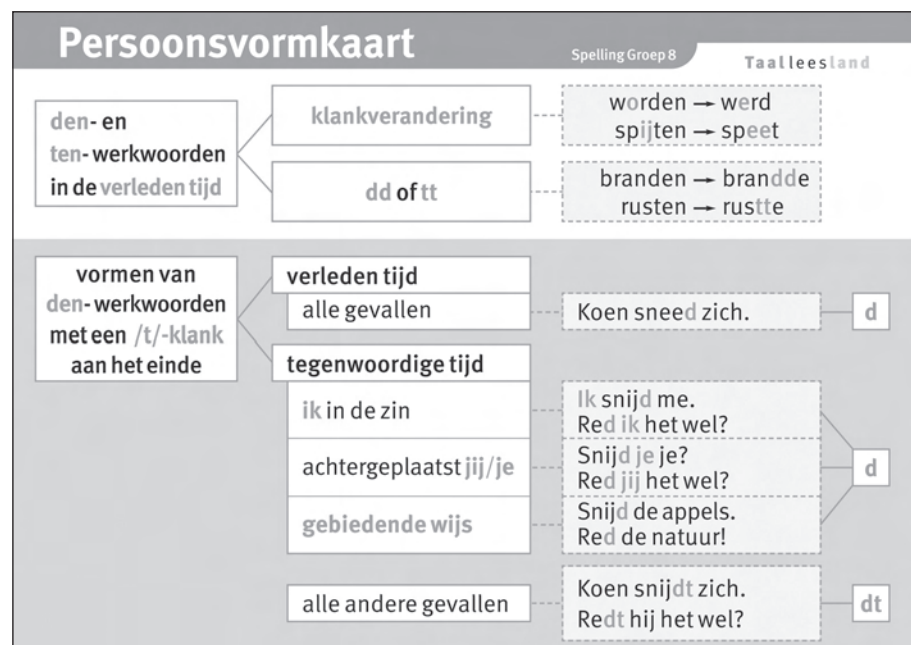 Persoonsvormkaart
Spelling Groep 8
Taalleesland
den- en
ten- werkwoorden
in de verleden tijd
klankverandering
worden → werd
spijten → speet
dd of tt
branden → brandde
rusten → rustte
vormen van
den- werkwoorden
met een /t/-klank
aan het einde
verleden tijd
alle gevallen
Koen sneed zich.
d
tegenwoordige tijd
ik in de zin
Ik snijd me.
Red ik het wel?
achtergeplaatst jij/je
Snijd je je?
Red jij het wel?
d
gebiedende wijs
Snijd de appels.
Red de natuur!
alle andere gevallen
Koen snijdt zich.
Redt hij het wel?
dt